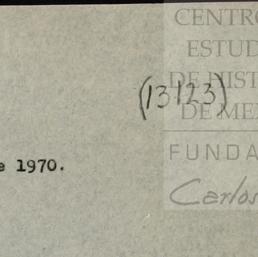 CENTRO
ESTUD
DE HIST
DE ME
(13123)
FUNDA
e 1970.
Carlos